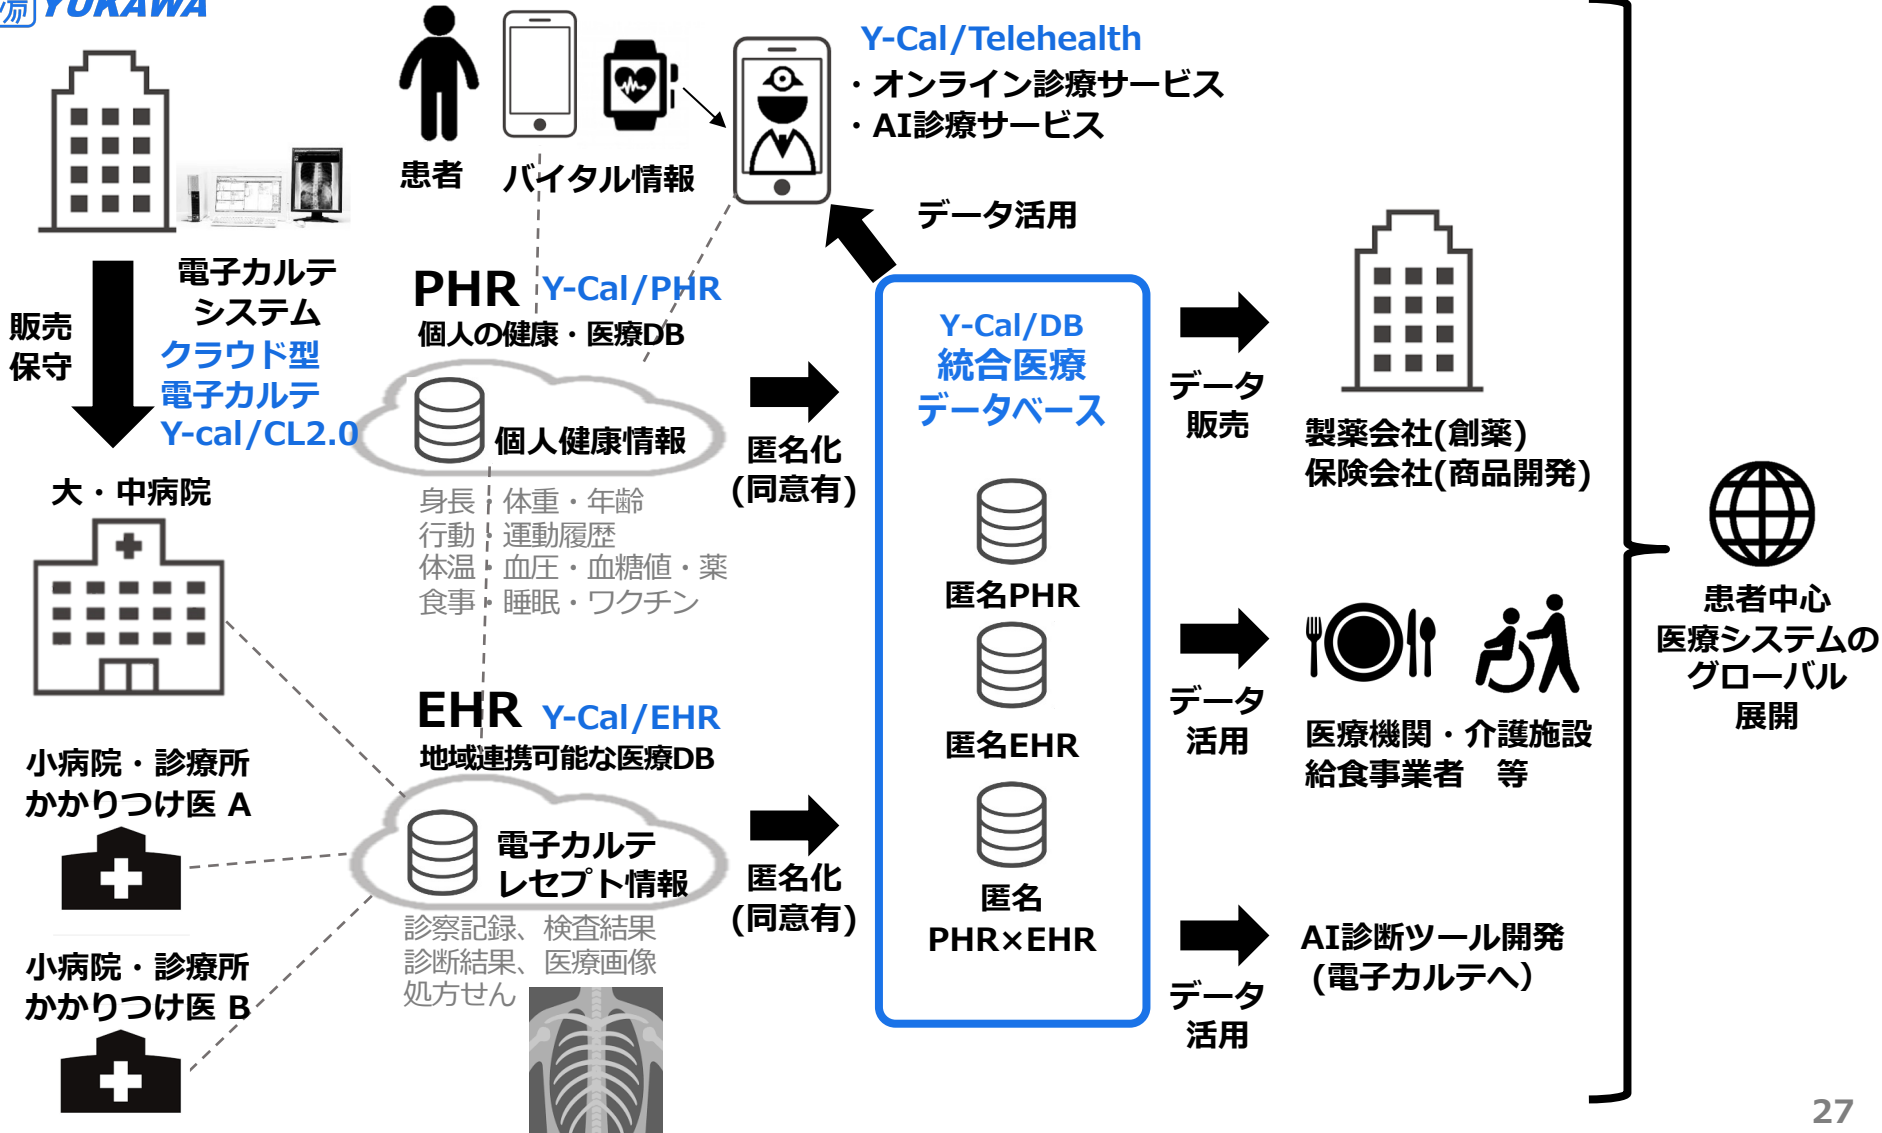 YUKAWA
Y-Cal/Telehealth
・オンライン診療サービス
・AI診療サービス
患者
バイタル情報
データ活用
電子カルテ
システム
クラウド型
電子カルテ
Y-cal/CL2.0
販売
保守
PHR Y-Cal/PHR
個人の健康・医療DB
個人健康情報
身長・体重・年齢
行動・運動履歴
体温・血圧・血糖値・薬
食事・睡眠・ワクチン
匿名化
(同意有)
大・中病院
小病院・診療所
かかりつけ医 A
小病院・診療所
かかりつけ医 B
EHR Y-Cal/EHR
地域連携可能な医療DB
電子カルテ
レセプト情報
診察記録、検査結果
診断結果、医療画像
処方せん
匿名化
(同意有)
Y-Cal/DB
統合医療
データベース
匿名PHR
匿名EHR
匿名
PHR×EHR
データ
販売
製薬会社(創薬)
保険会社(商品開発)
データ
活用
医療機関・介護施設
給食事業者 等
データ
活用
AI診断ツール開発
(電子カルテへ)
患者中心
医療システムの
グローバル
展開
27